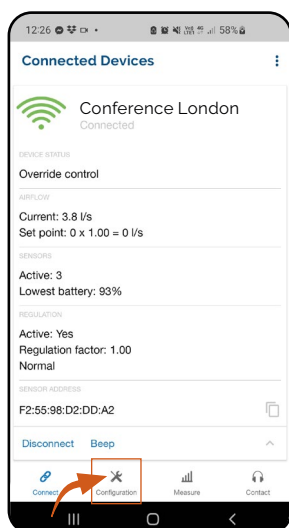 12:26 58%
Connected Devices
Conference London
Connected
DEVICE STATUS
Override control
AIRFLOW
Current: 3.8 l/s
Set point: 0 x 1.00 = 0 l/s
SENSORS
Active: 3
Lowest battery: 93%
REGULATION
Active: Yes
Regulation factor: 1.00
Normal
SENSOR ADDRESS
F2:55:98:D2:DD:A2
Disconnect Beep
Connect Configuration Measure Contact